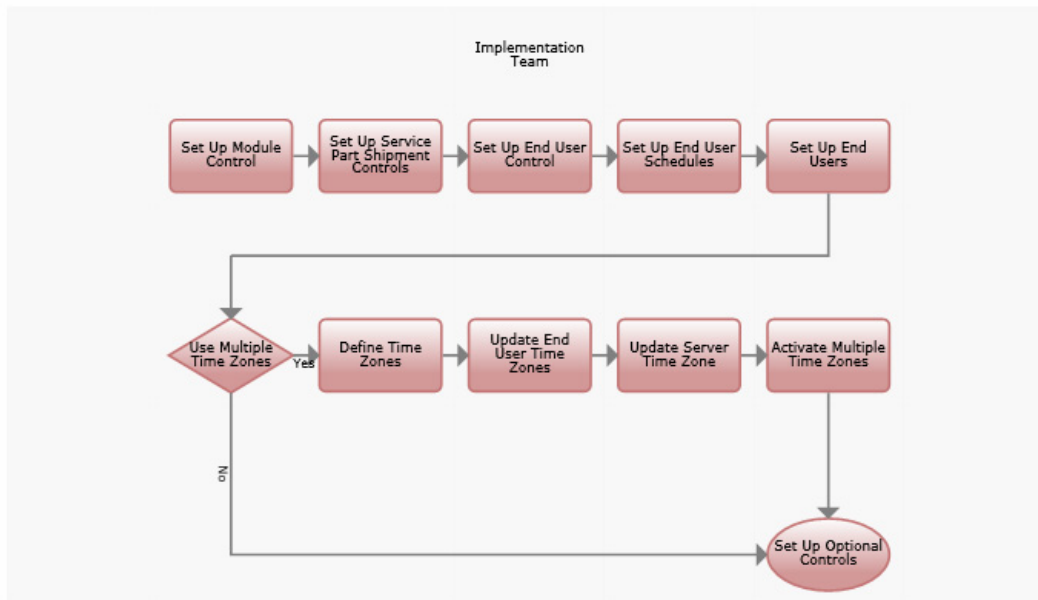 Implementation
Team
Set Up Module
Control
Set Up Service
Part Shipment
Controls
Set Up End User
Control
Set Up End User
Schedules
Set Up End
Users
Use Multiple
Time Zones
Yes
Define Time
Zones
Update End
User Time
Zones
Update Server
Time Zone
Activate Multiple
Time Zones
No
Set Up Optional
Controls